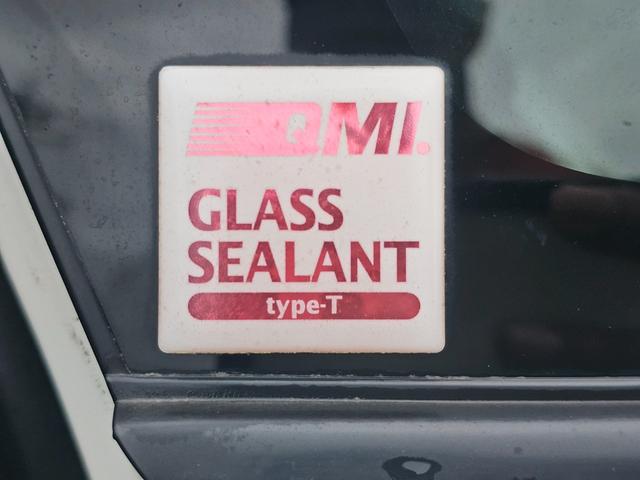 QMI.
GLASS
SEALANT
type-T